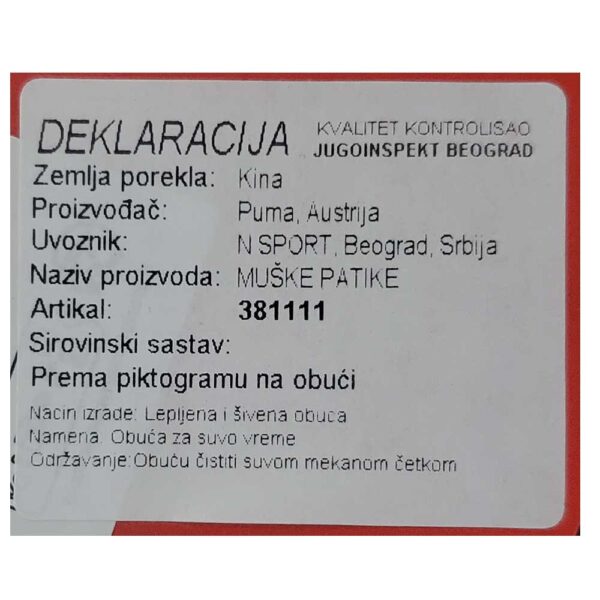 DEKLARACIJA
KVALITET KONTROLISAO
JUGOINSPEKT BEOGRAD
Zemlja porekla: Kina
Proizvođač: Puma, Austrija
Uvoznik: N SPORT, Beograd, Srbija
Naziv proizvoda: MUŠKE PATIKE
Artikal: 381111
Sirovinski sastav:
Prema piktogramu na obući
Nacin izrade: Lepljena i šivena obuca
Namena: Obuća za suvo vreme
Održavanje: Obuću čistiti suvom mekanom četkom